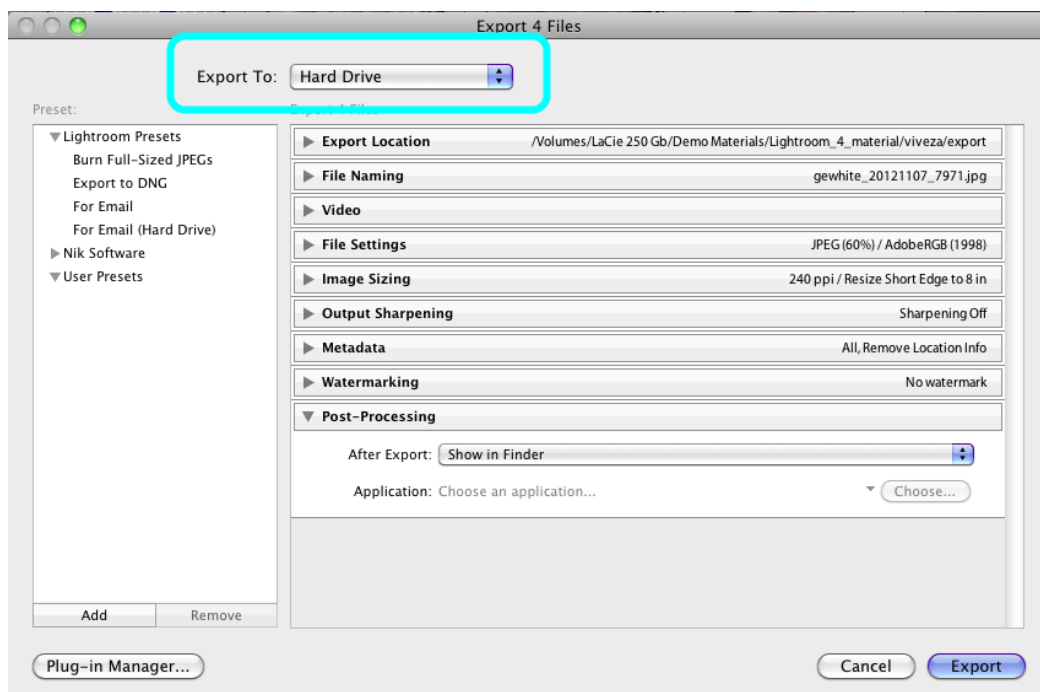 Export 4 Files
Export To: Hard Drive
Preset:
Export 4 Files
Lightroom Presets
Burn Full-Sized JPEGs
Export to DNG
For Email
For Email (Hard Drive)
Nik Software
User Presets
Export Location /Volumes/LaCie 250 Gb/Demo Materials/Lightroom_4_material/viveza/export
File Naming gewhite_20121107_7971.jpg
Video
File Settings JPEG (60%) / AdobeRGB (1998)
Image Sizing 240 ppi / Resize Short Edge to 8 in
Output Sharpening Sharpening Off
Metadata All, Remove Location Info
Watermarking No watermark
Post-Processing
After Export: Show in Finder
Application: Choose an application... Choose...
Add Remove
Plug-in Manager... Cancel Export